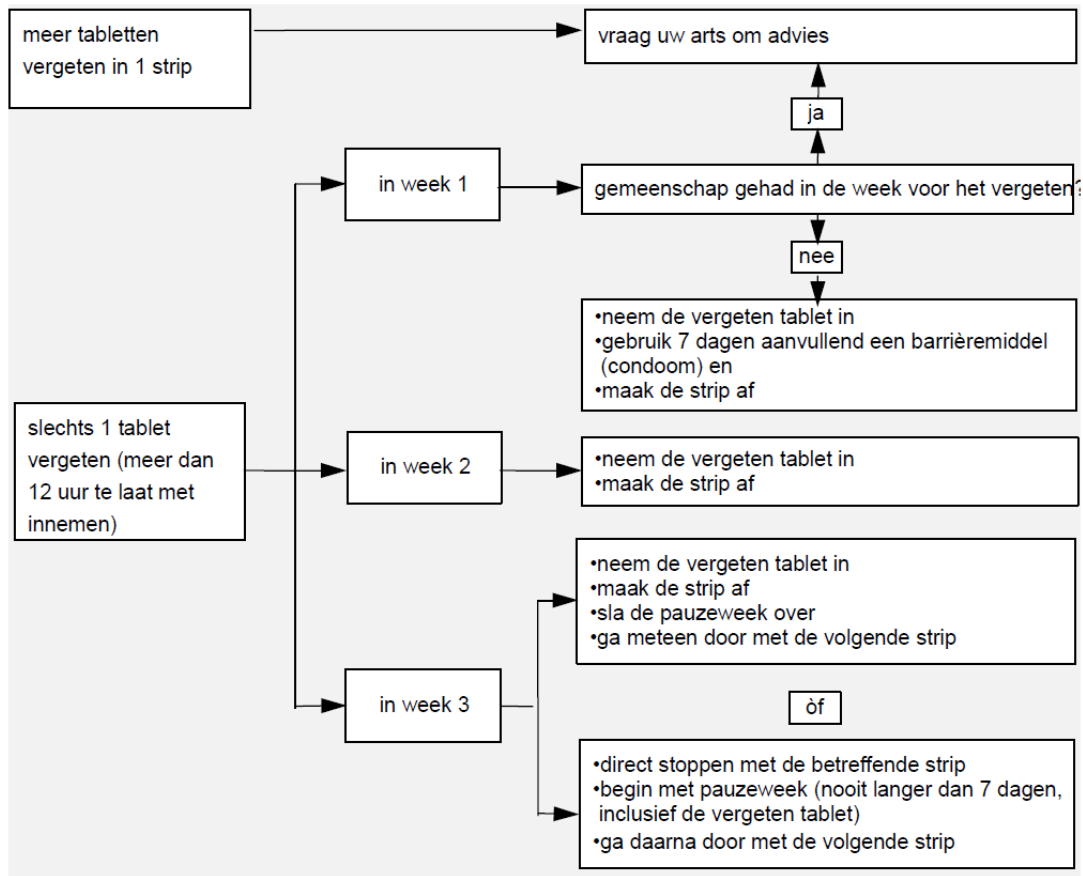 meer tabletten
vergeten in 1 strip
vraag uw arts om advies
ja
in week 1
gemeenschap gehad in de week voor het vergeten?
nee
•neem de vergeten tablet in
•gebruik 7 dagen aanvullend een barrièremiddel
(condoom) en
•maak de strip af
slechts 1 tablet
vergeten (meer dan
12 uur te laat met
innemen)
in week 2
•neem de vergeten tablet in
•maak de strip af
in week 3
•neem de vergeten tablet in
•maak de strip af
•sla de pauzeweek over
•ga meteen door met de volgende strip
òf
•direct stoppen met de betreffende strip
•begin met pauzeweek (nooit langer dan 7 dagen,
inclusief de vergeten tablet)
•ga daarna door met de volgende strip